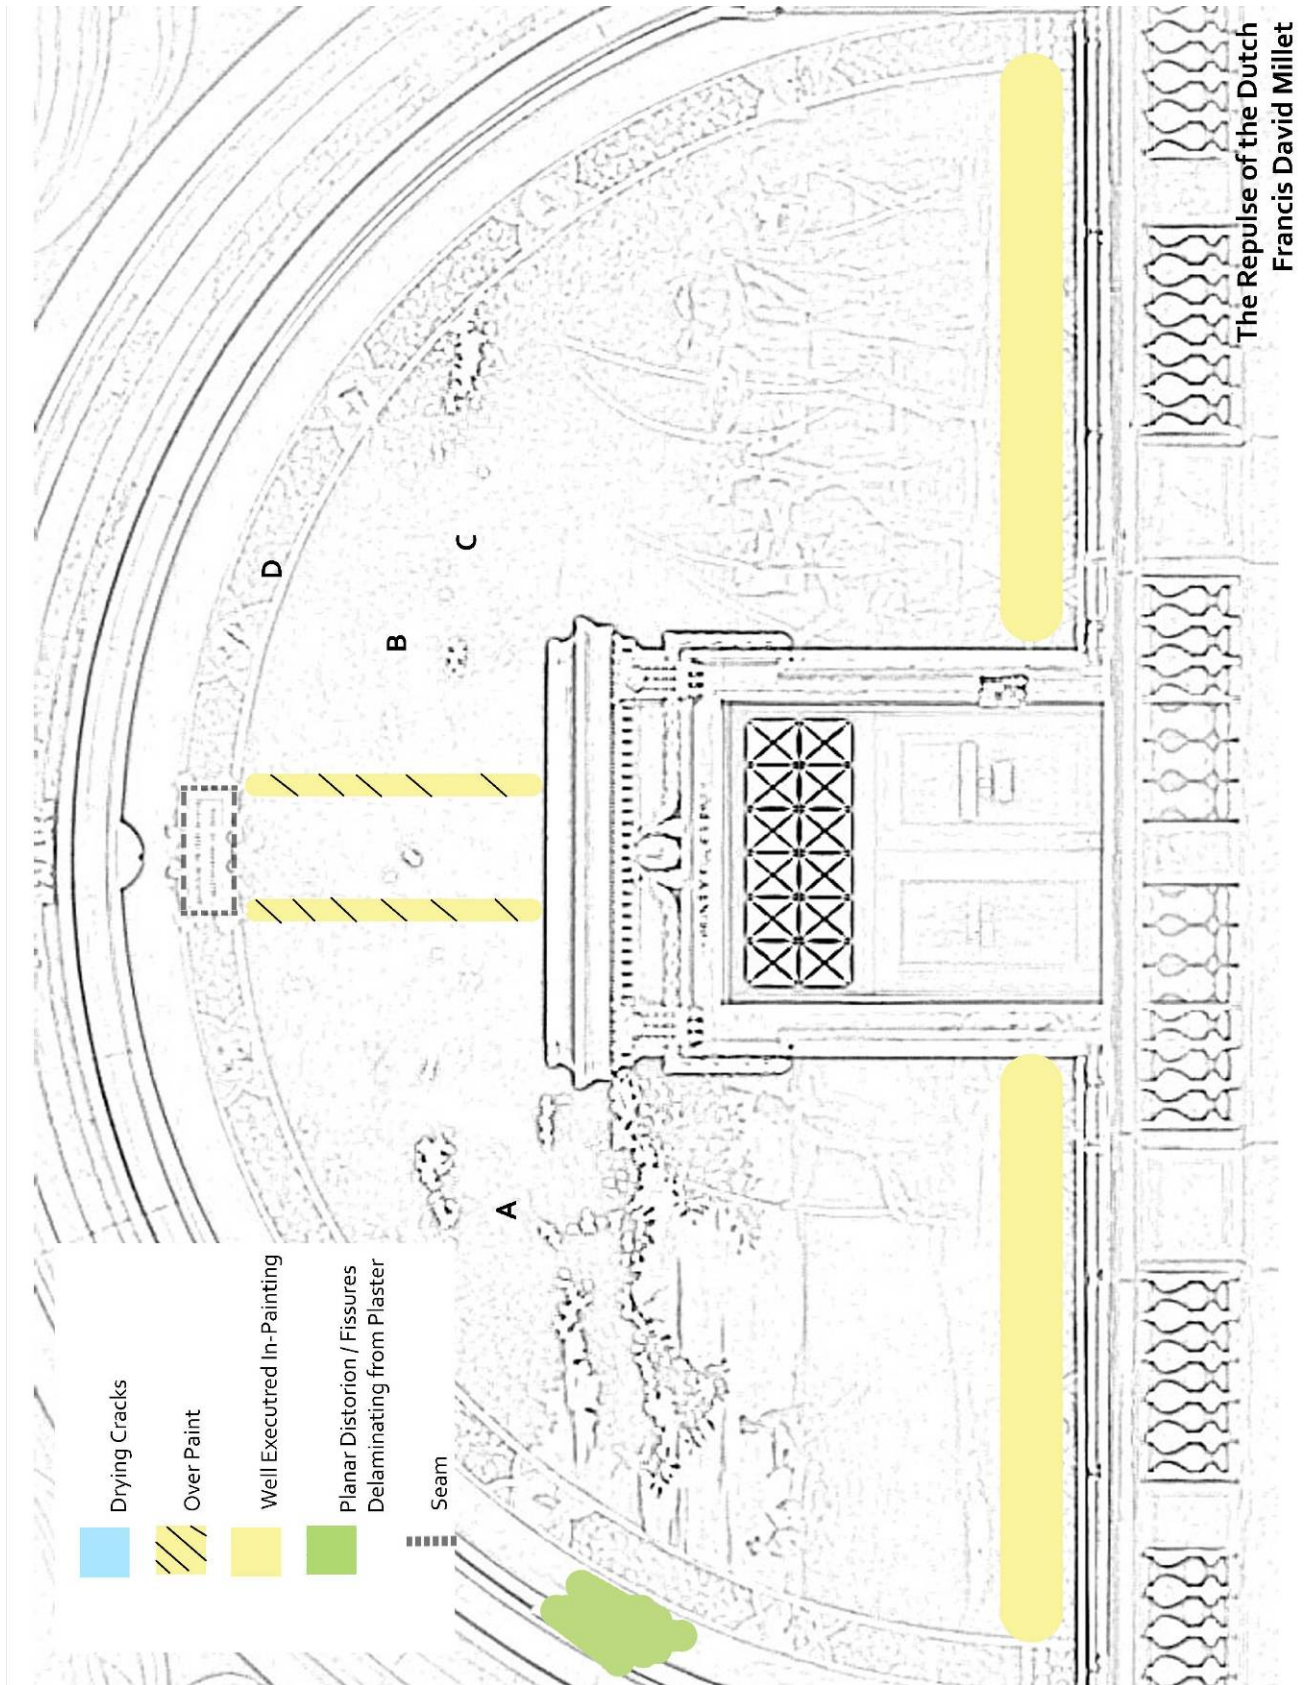 Drying Cracks
Over Paint
Well Executred In-Painting
Planar Distorion / Fissures
Delaminating from Plaster
Seam
A
B
C
D
The Repulse of the Dutch
Francis David Millet